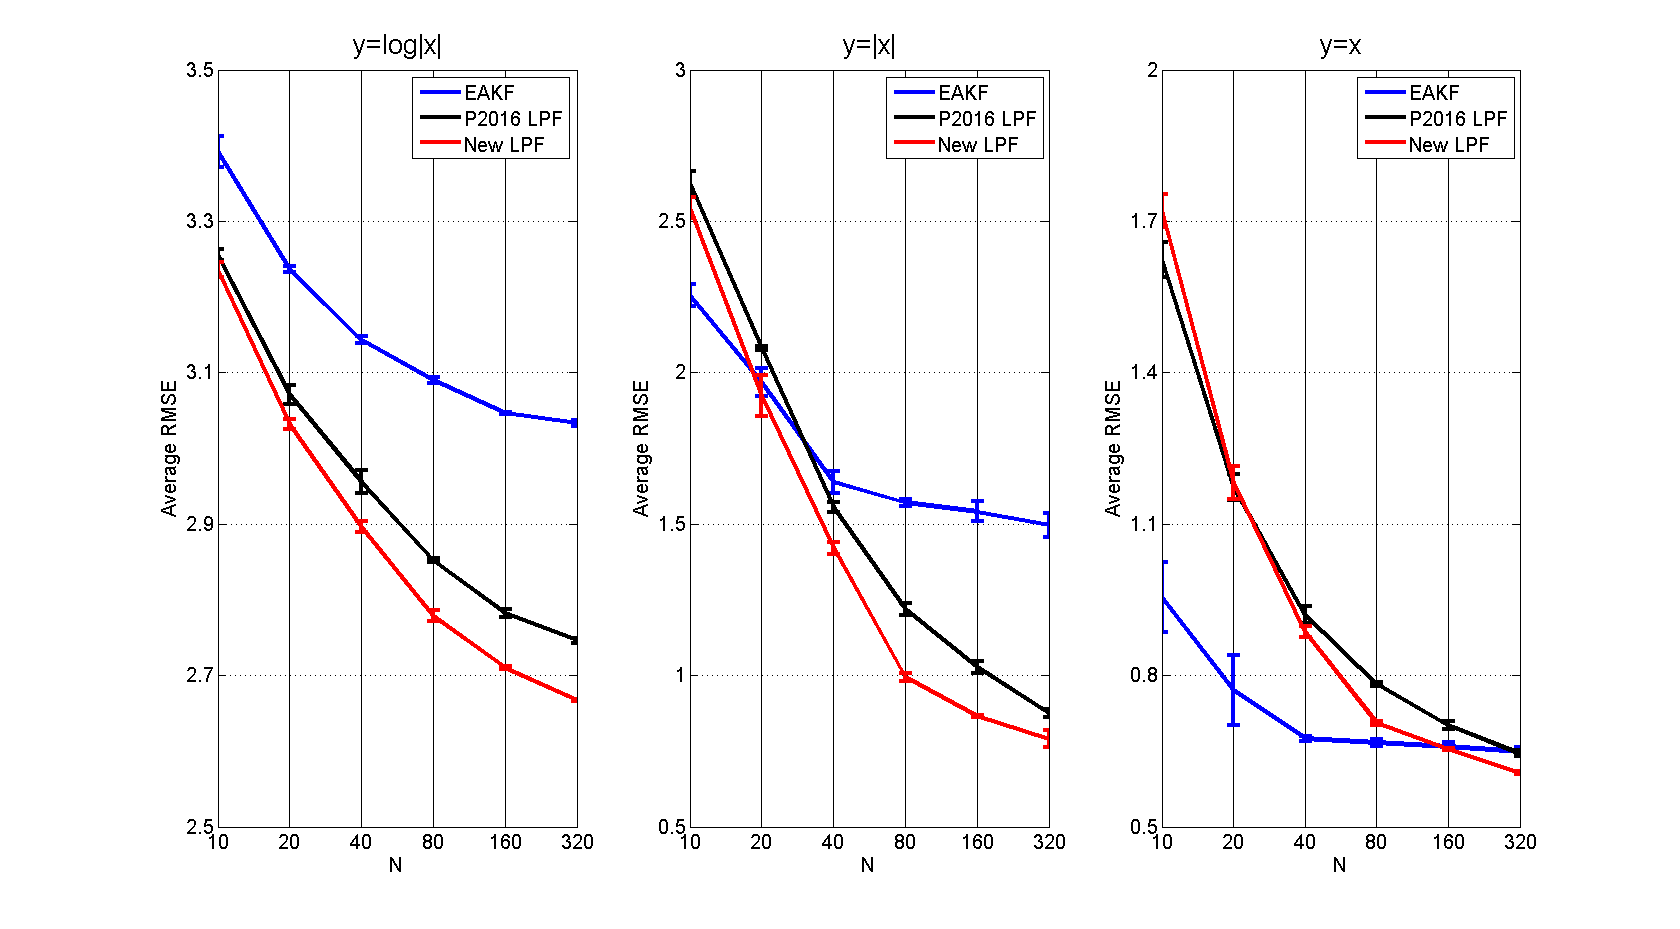 y=log|x|
3.5
3.3
3.1
2.9
2.7
2.5
Average RMSE
EAKF
P2016 LPF
New LPF
10 20 40 80 160 320
N
y=|x|
3
2.5
2
1.5
1
0.5
Average RMSE
EAKF
P2016 LPF
New LPF
10 20 40 80 160 320
N
y=x
2
1.7
1.4
1.1
0.8
0.5
Average RMSE
EAKF
P2016 LPF
New LPF
10 20 40 80 160 320
N